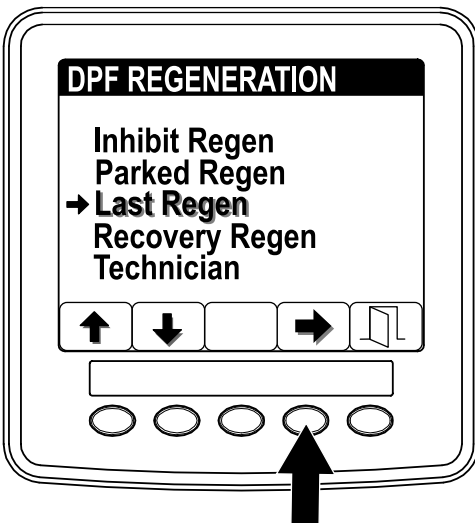 DPF REGENERATION
Inhibit Regen
Parked Regen
Last Regen
Recovery Regen
Technician